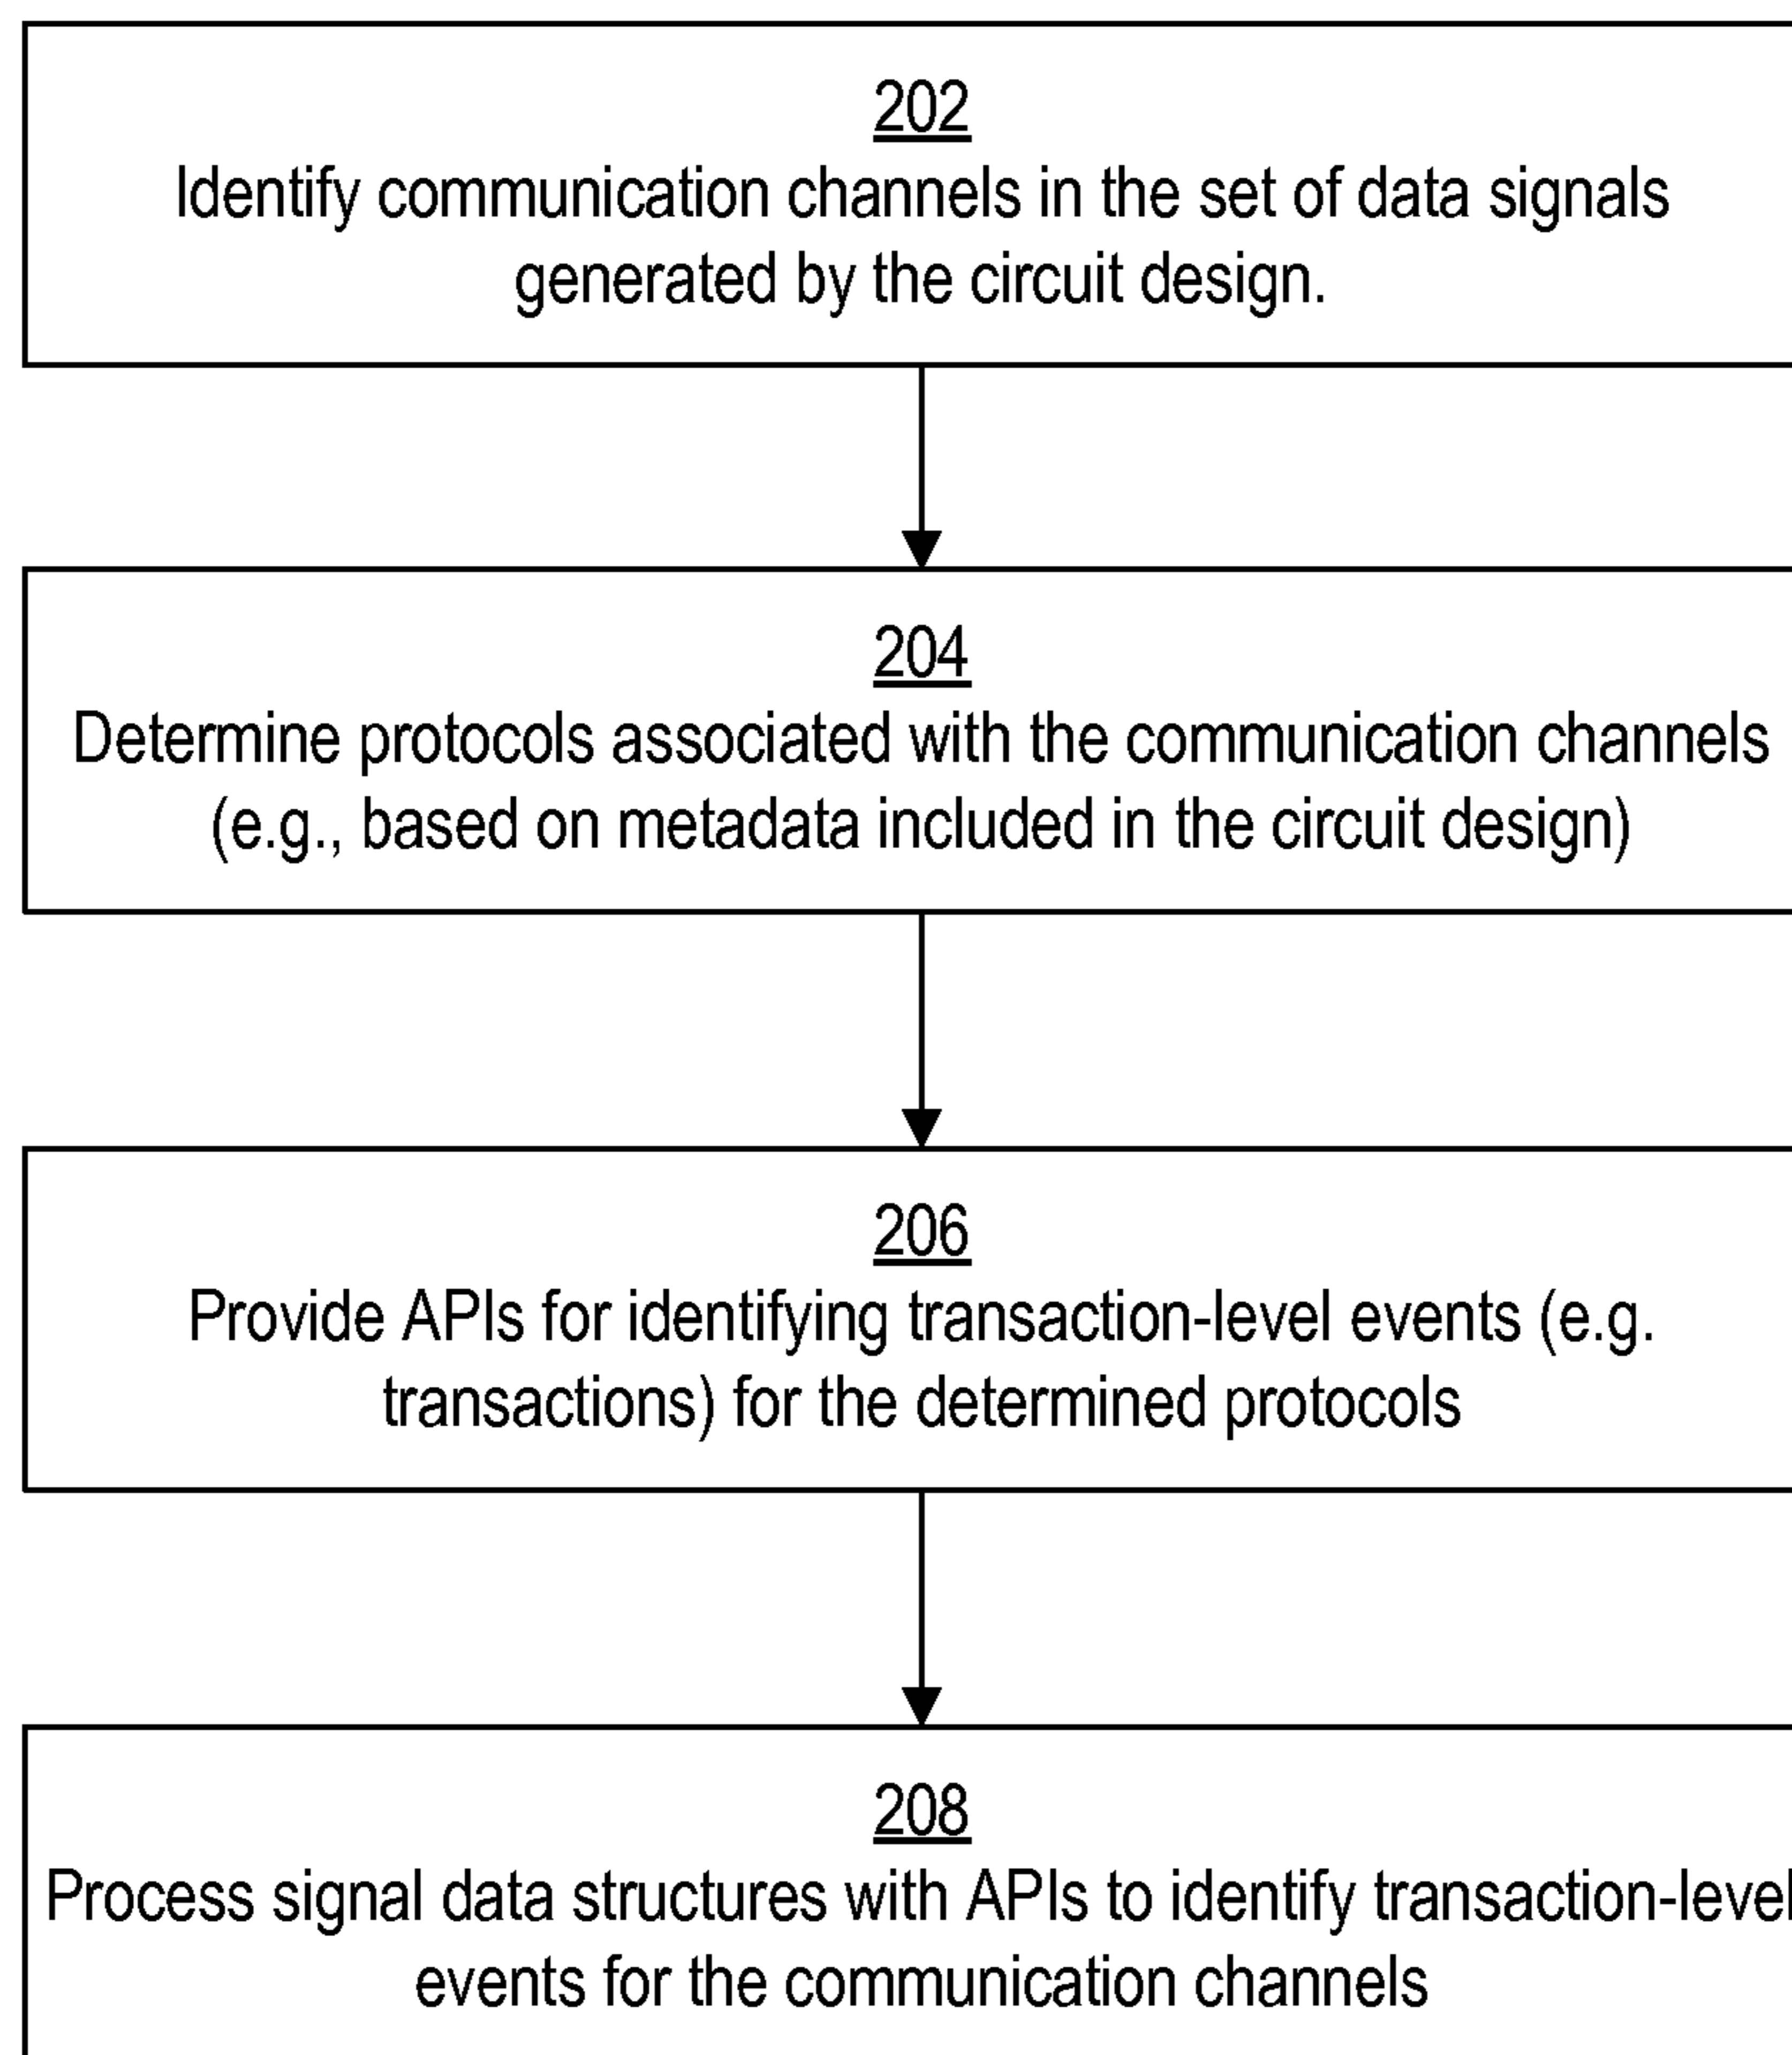 202
Identify communication channels in the set of data signals
generated by the circuit design.
204
Determine protocols associated with the communication channels
(e.g., based on metadata included in the circuit design)
206
Provide APIs for identifying transaction-level events (e.g.
transactions) for the determined protocols
208
Process signal data structures with APIs to identify transaction-level
events for the communication channels